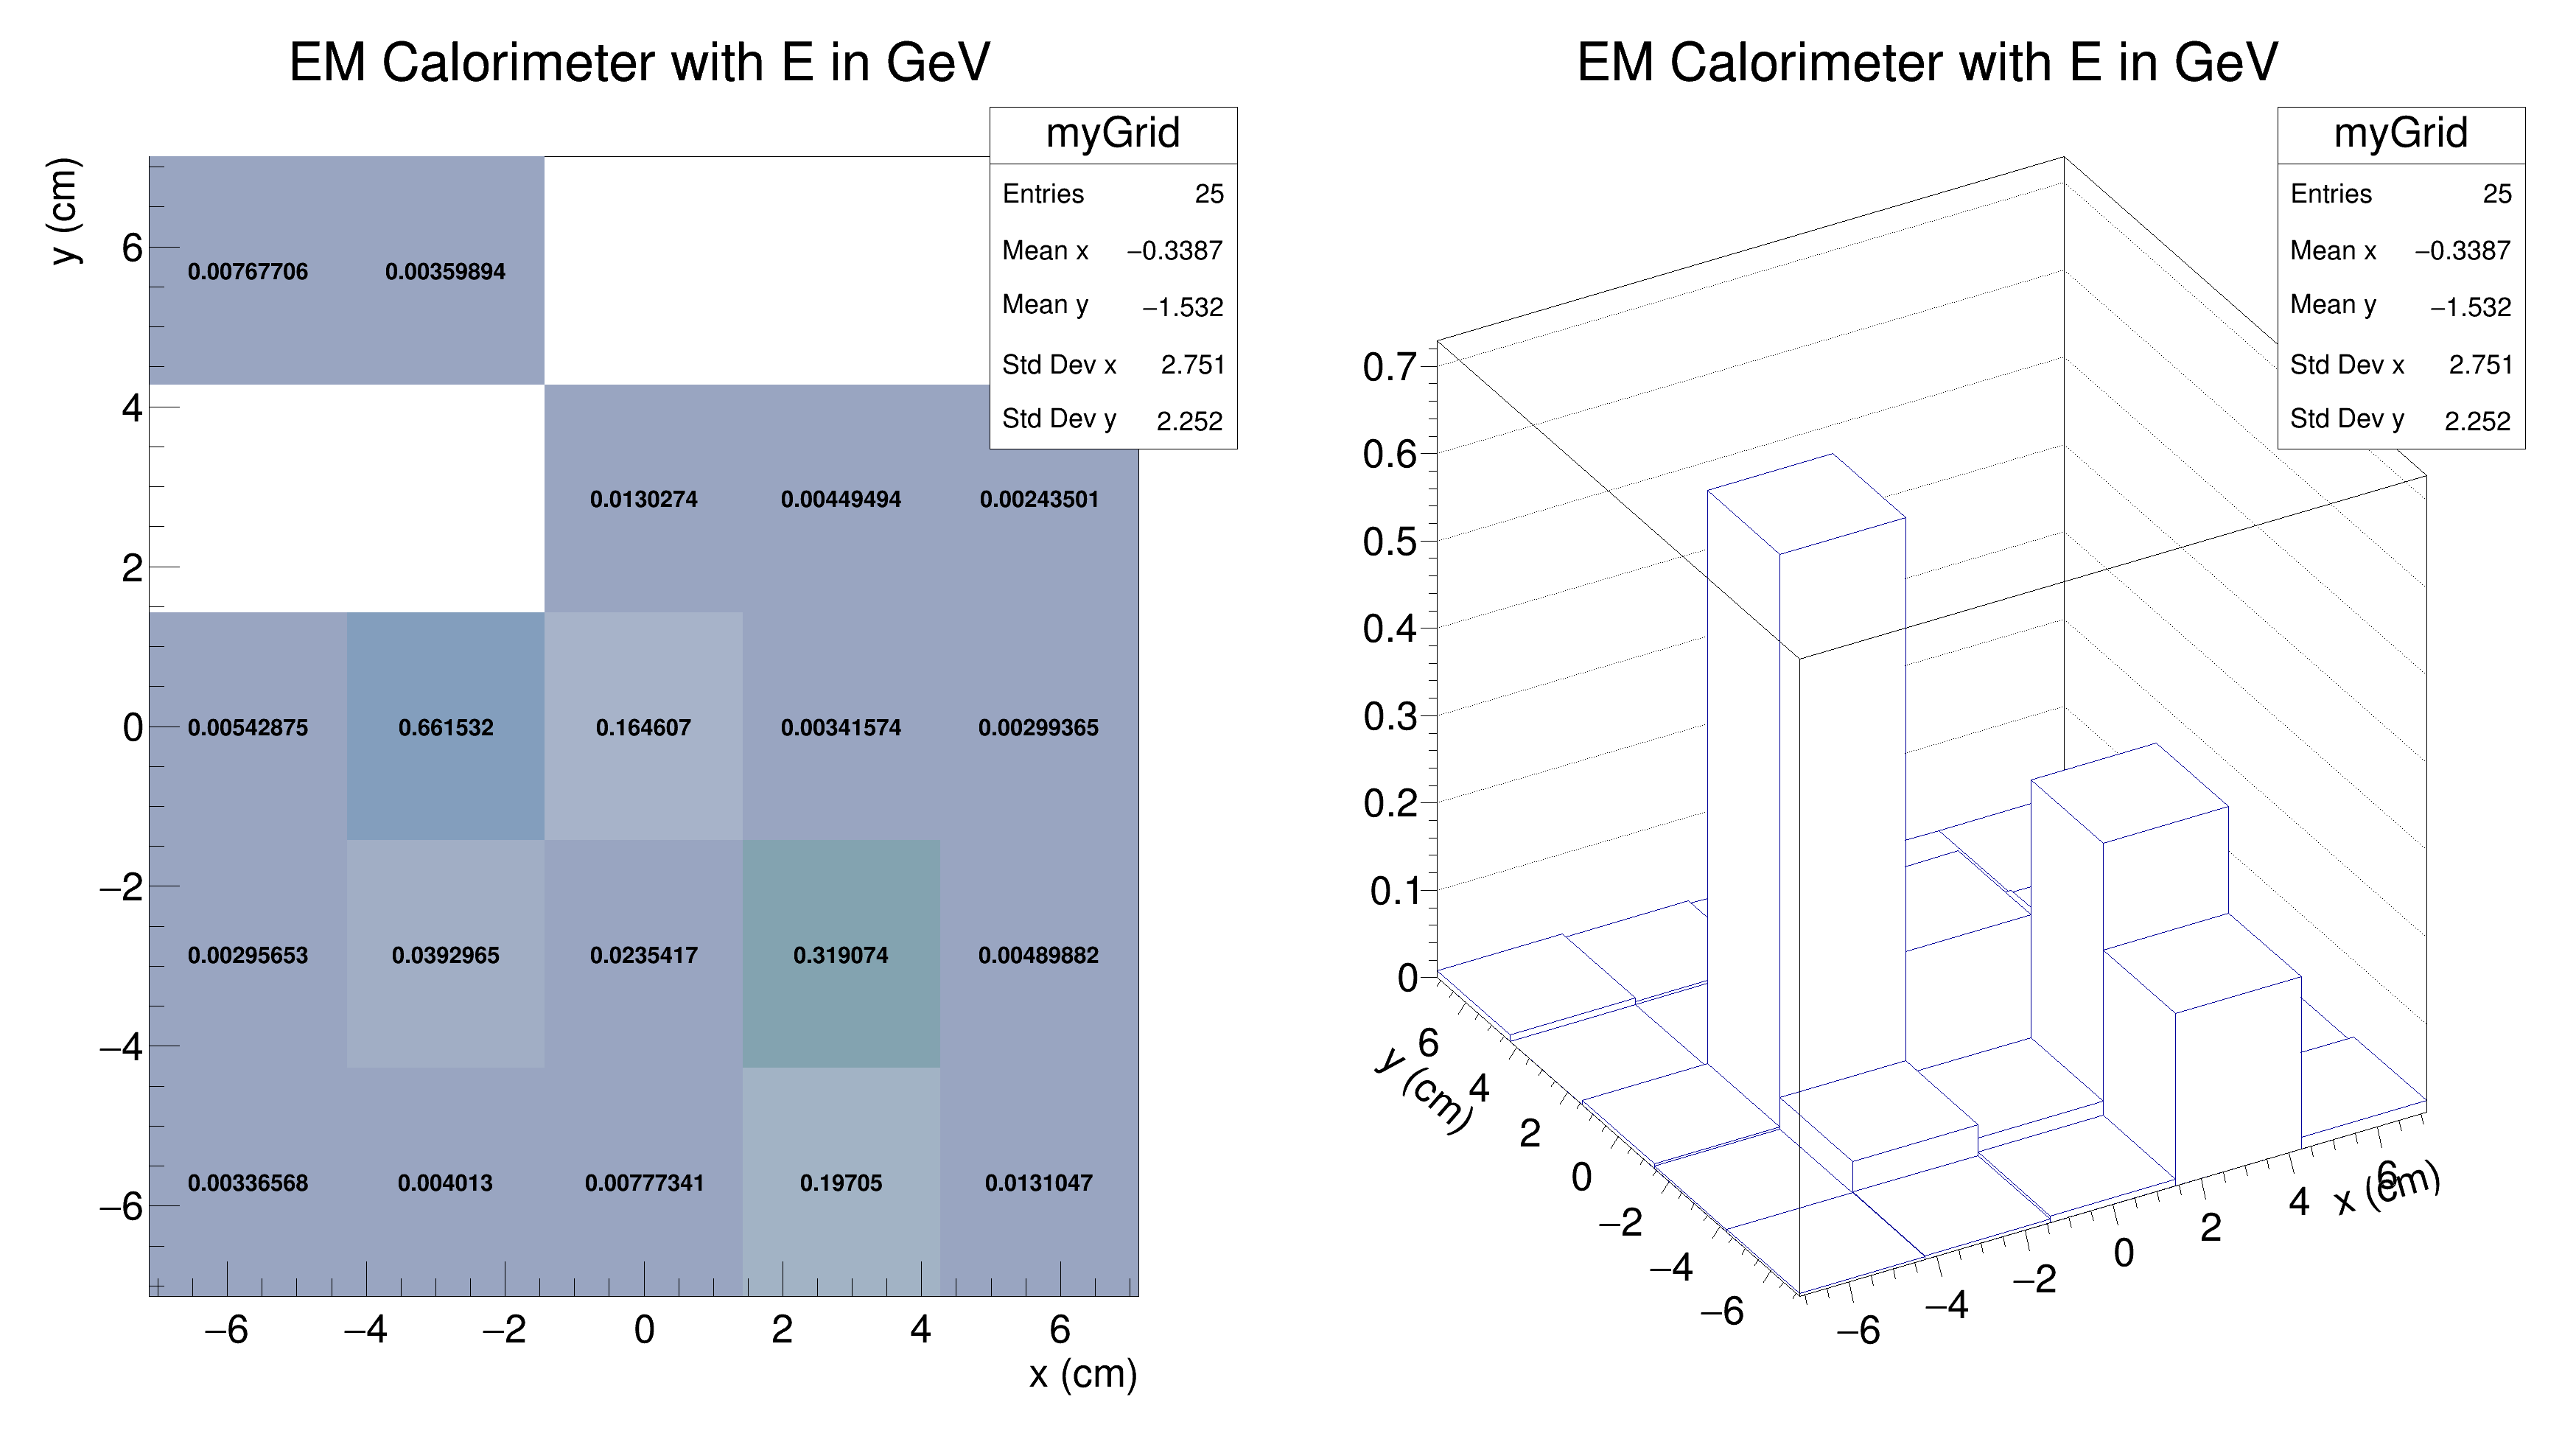 EM Calorimeter with E in GeV
myGrid
Entries 25
Mean x −0.3387
Mean y −1.532
Std Dev x 2.751
Std Dev y 2.252
y (cm)
6
4
2
0
−2
−4
−6
0.00767706 0.00359894
0.0130274 0.00449494 0.00243501
0.00542875 0.661532 0.164607 0.00341574 0.00299365
0.00295653 0.0392965 0.0235417 0.319074 0.00489882
0.00336568 0.004013 0.00777341 0.19705 0.0131047
−6 −4 −2 0 2 4 6
x (cm)
EM Calorimeter with E in GeV
myGrid
Entries 25
Mean x −0.3387
Mean y −1.532
Std Dev x 2.751
Std Dev y 2.252
0.7
0.6
0.5
0.4
0.3
0.2
0.1
0
y (cm)
6
4
2
0
−2
−4
−6
−6
−4
−2
0
2
4
6
x (cm)